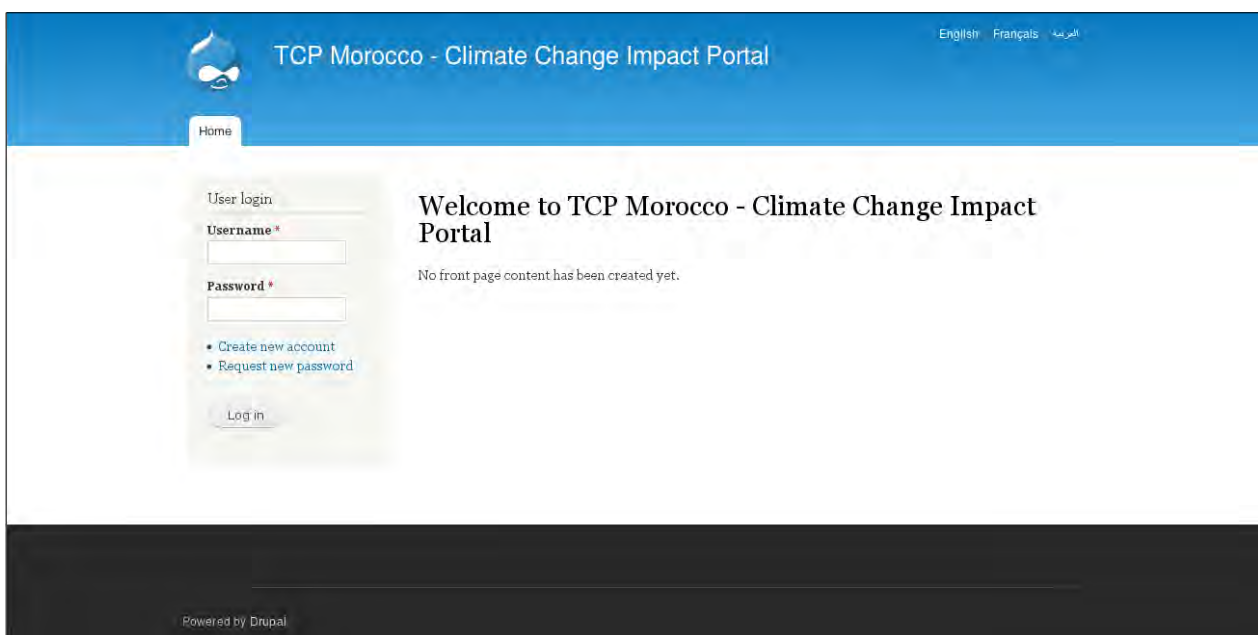 TCP Morocco - Climate Change Impact Portal
English Français العربية
Home
User login
Username *
Password *
Create new account
Request new password
Log in
Welcome to TCP Morocco - Climate Change Impact
Portal
No front page content has been created yet.
Powered by Drupal